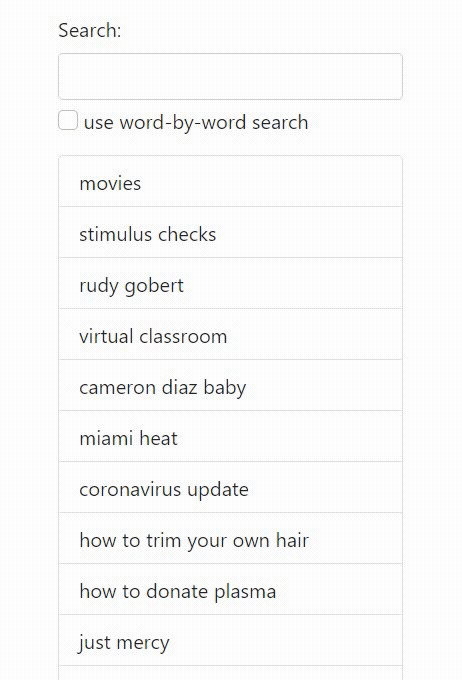 Search:
use word-by-word search
movies
stimulus checks
rudy gobert
virtual classroom
cameron diaz baby
miami heat
coronavirus update
how to trim your own hair
how to donate plasma
just mercy